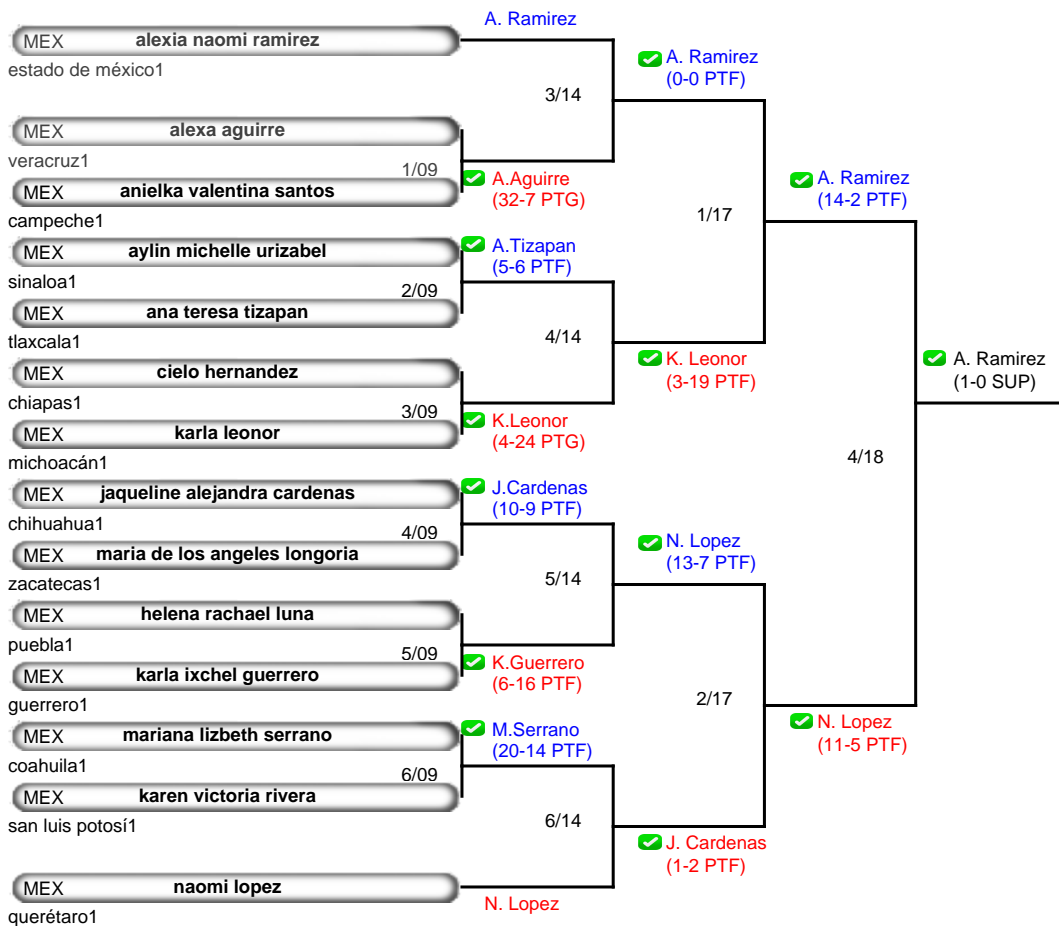 A. Ramirez
MEX alexia naomi ramirez
estado de méxico1
A. Ramirez
(0-0 PTF)
3/14
MEX alexa aguirre
veracruz1
1/09
MEX anielka valentina santos
campeche1
A.Aguirre
(32-7 PTG)
A. Ramirez
(14-2 PTF)
1/17
MEX aylin michelle urizabel
sinaloa1
A.Tizapan
(5-6 PTF)
2/09
MEX ana teresa tizapan
tlaxcala1
4/14
K. Leonor
(3-19 PTF)
MEX cielo hernandez
chiapas1
3/09
MEX karla leonor
michoacán1
K.Leonor
(4-24 PTG)
A. Ramirez
(1-0 SUP)
4/18
MEX jaqueline alejandra cardenas
chihuahua1
J.Cardenas
(10-9 PTF)
4/09
MEX maria de los angeles longoria
zacatecas1
N. Lopez
(13-7 PTF)
5/14
MEX helena rachael luna
puebla1
5/09
MEX karla ixchel guerrero
guerrero1
K.Guerrero
(6-16 PTF)
2/17
N. Lopez
(11-5 PTF)
MEX mariana lizbeth serrano
coahuila1
M.Serrano
(20-14 PTF)
6/09
MEX karen victoria rivera
san luis potosí1
6/14
J. Cardenas
(1-2 PTF)
MEX naomi lopez
querétaro1
N. Lopez